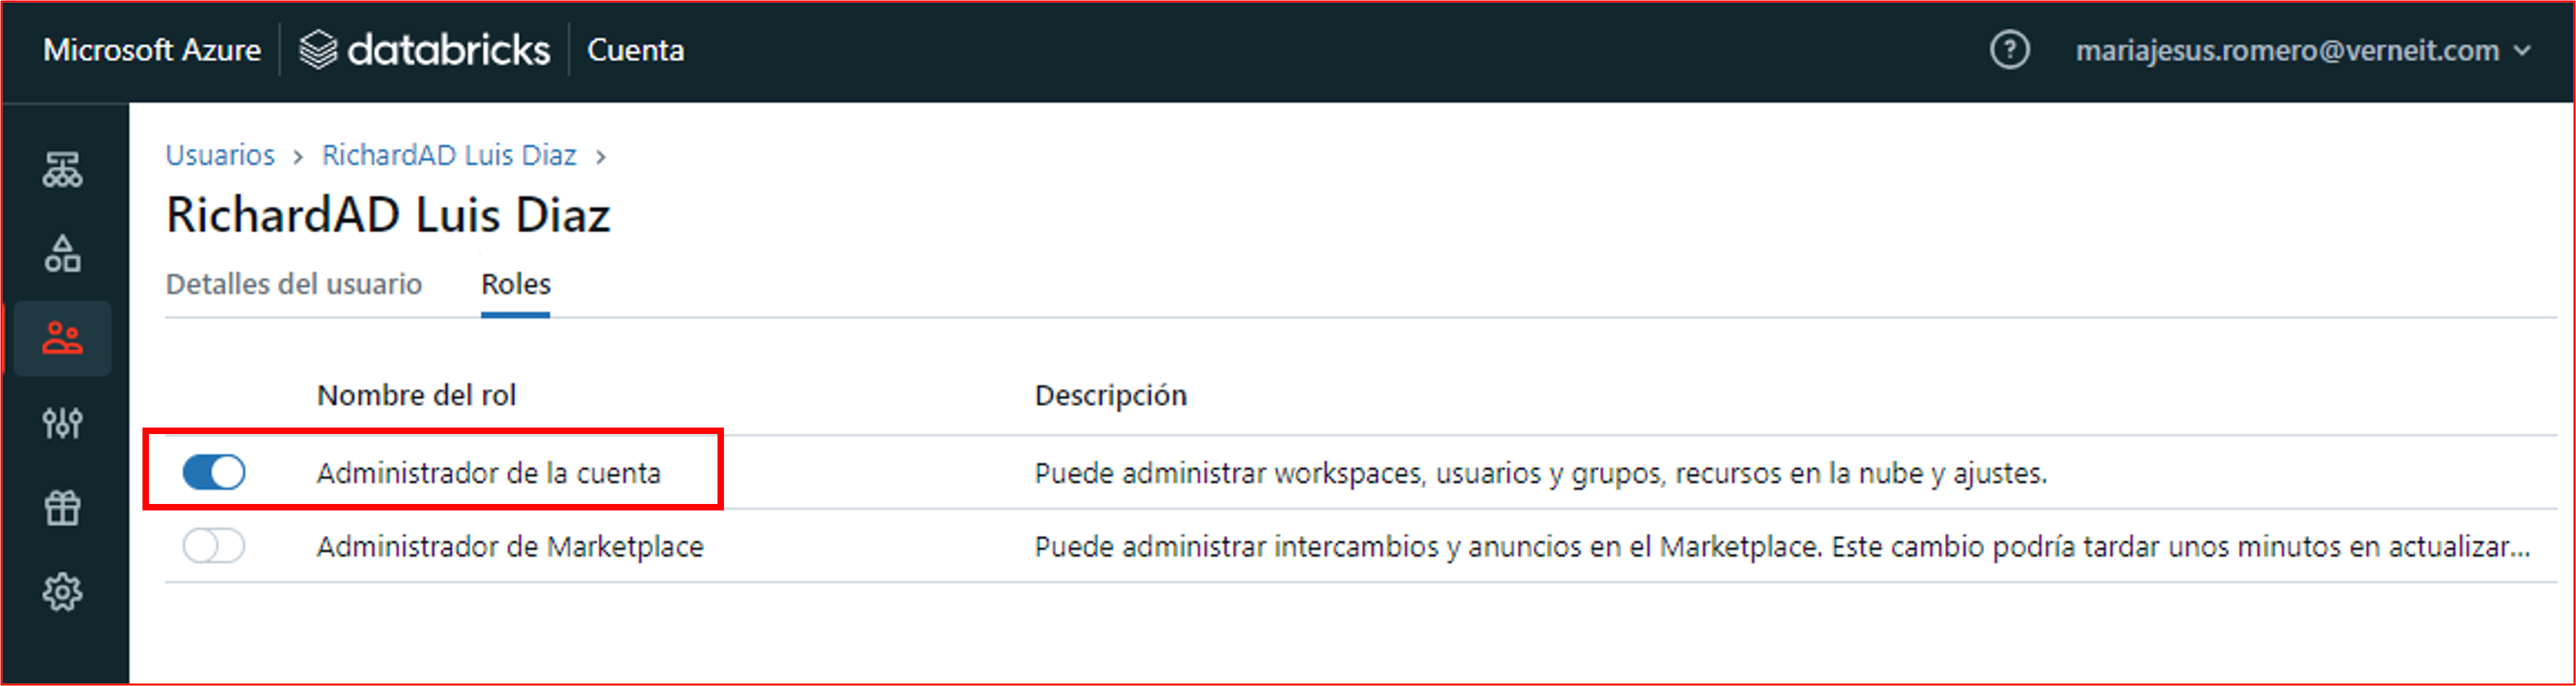 Microsoft Azure databricks Cuenta ? mariajesus.romero@verneit.com
Usuarios > RichardAD Luis Diaz >
RichardAD Luis Diaz
Detalles del usuario Roles
Nombre del rol Descripción
Administrador de la cuenta Puede administrar workspaces, usuarios y grupos, recursos en la nube y ajustes.
Administrador de Marketplace Puede administrar intercambios y anuncios en el Marketplace. Este cambio podría tardar unos minutos en actualizar...